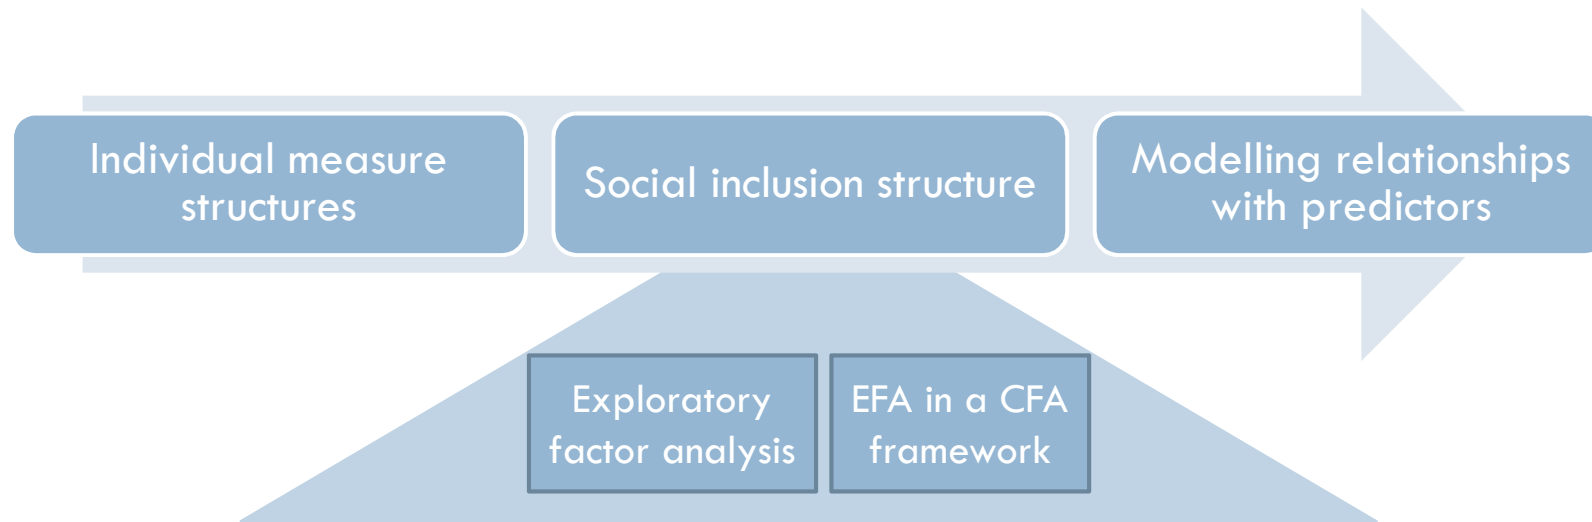 Individual measure
structures
Social inclusion structure
Modelling relationships
with predictors
Exploratory
factor analysis
EFA in a CFA
framework